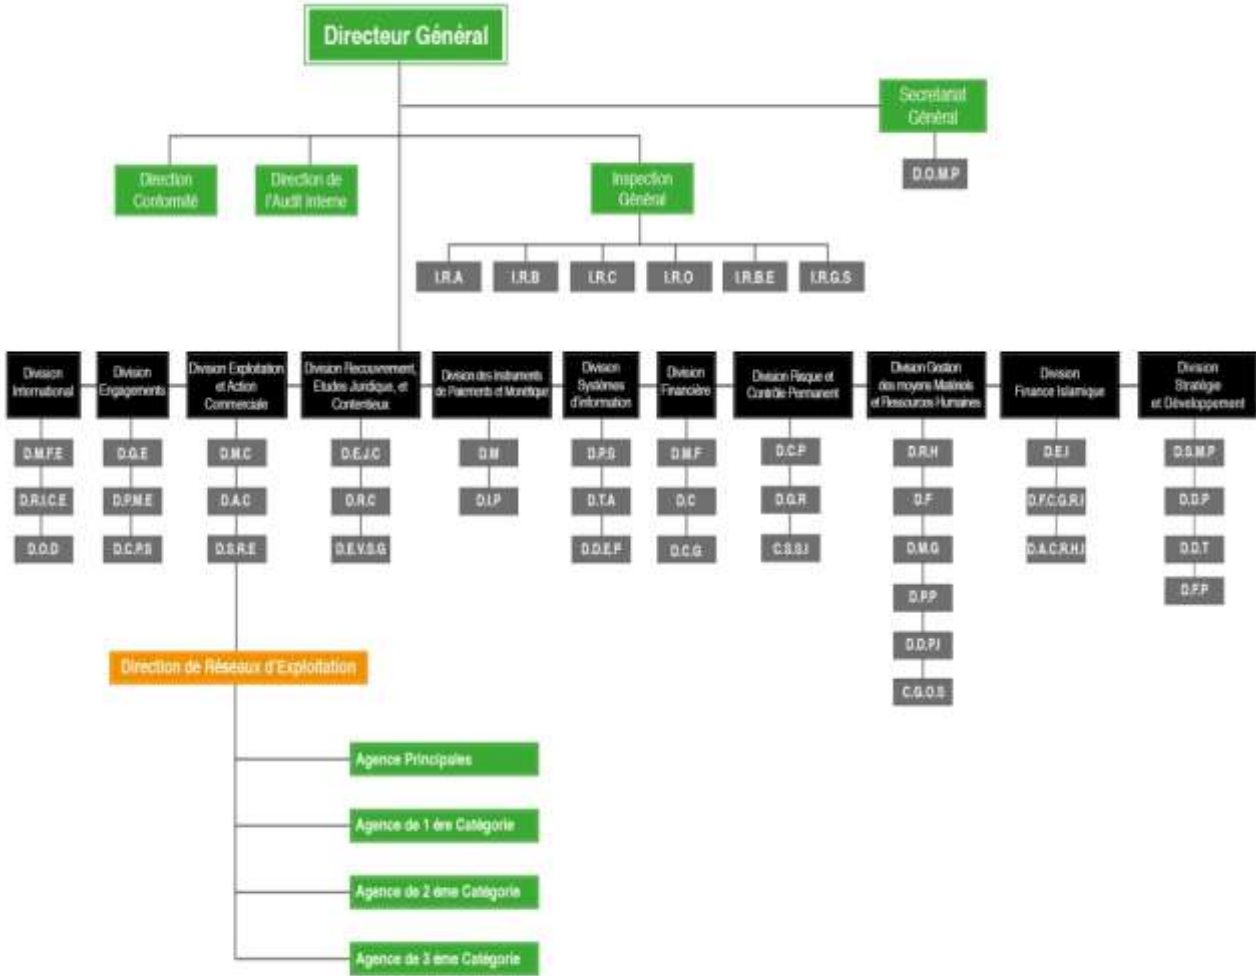 Directeur Général
Secrétariat
Général
D.O.M.P
Direction
Conformité
Direction de
l'Audit Interne
Inspection
Général
I.R.A
I.R.B
I.R.C
I.R.O
I.R.B.E
I.R.G.S
Division
International
Division
Engagements
Division Exploitation
et Action
Commerciale
Division Recouvrement,
Etudes Juridique, et
Contentieux
Division des Instruments
de Paiements et Monétique
Division
Systèmes
d'information
Division
Financière
Division Risque et
Contrôle Permanent
Division Gestion
des moyens Matériels
et Ressources Humaines
Division
Finance Islamique
Division
Stratégie
et Développement
D.M.F.E
D.R.I.C.E
D.O.D
D.G.E
D.P.M.E
D.C.P.S
D.M.C
D.A.C
D.S.R.E
D.E.J.C
D.R.C
D.E.V.S.G
D.M
D.I.P
D.P.S
D.T.A
D.D.E.P
D.M.F
D.C
D.C.G
D.C.P
D.G.R
C.S.S.I
D.R.H
D.F
D.M.G
D.P.P
D.D.P.I
C.G.O.S
D.E.I
D.F.C.G.R.I
D.A.C.R.H.I
D.S.M.P
D.D.P
D.D.T
D.F.P
Direction de Réseaux d'Exploitation
Agence Principales
Agence de 1 ére Catégorie
Agence de 2 éme Catégorie
Agence de 3 éme Catégorie